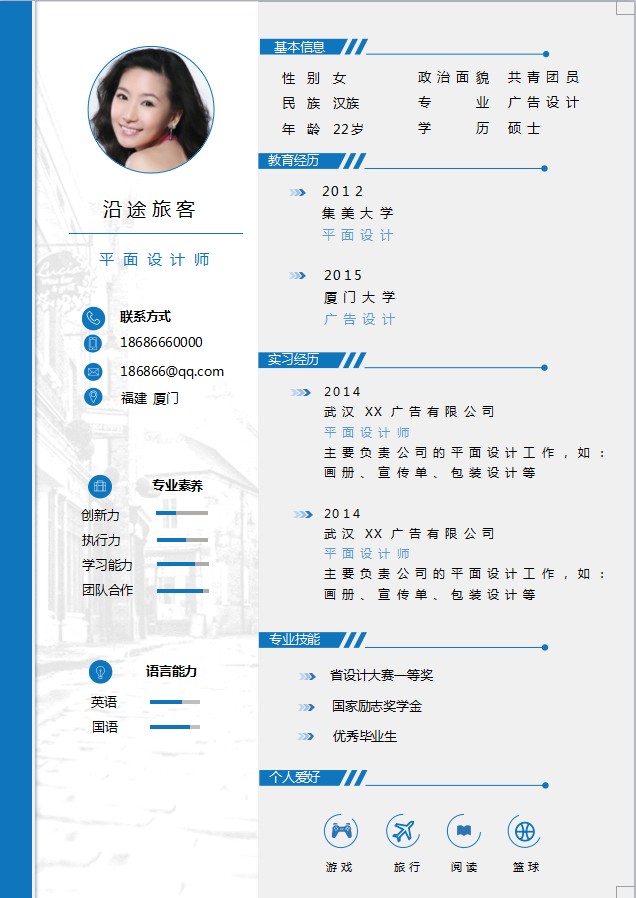 沿途旅客
平面设计师
联系方式
18686660000
186866@qq.com
福建 厦门
专业素养
创新力
执行力
学习能力
团队合作
语言能力
英语
国语
基本信息
性 别 女 政治面貌 共青团员
民 族 汉族 专 业 广告设计
年 龄 22岁 学 历 硕士
教育经历
2012
集美大学
平面设计
2015
厦门大学
广告设计
实习经历
2014
武汉 XX 广告有限公司
平面设计师
主要负责公司的平面设计工作，如：
画册、宣传单、包装设计等
2014
武汉 XX 广告有限公司
平面设计师
主要负责公司的平面设计工作，如：
画册、宣传单、包装设计等
专业技能
省设计大赛一等奖
国家励志奖学金
优秀毕业生
个人爱好
游戏 旅行 阅读 篮球